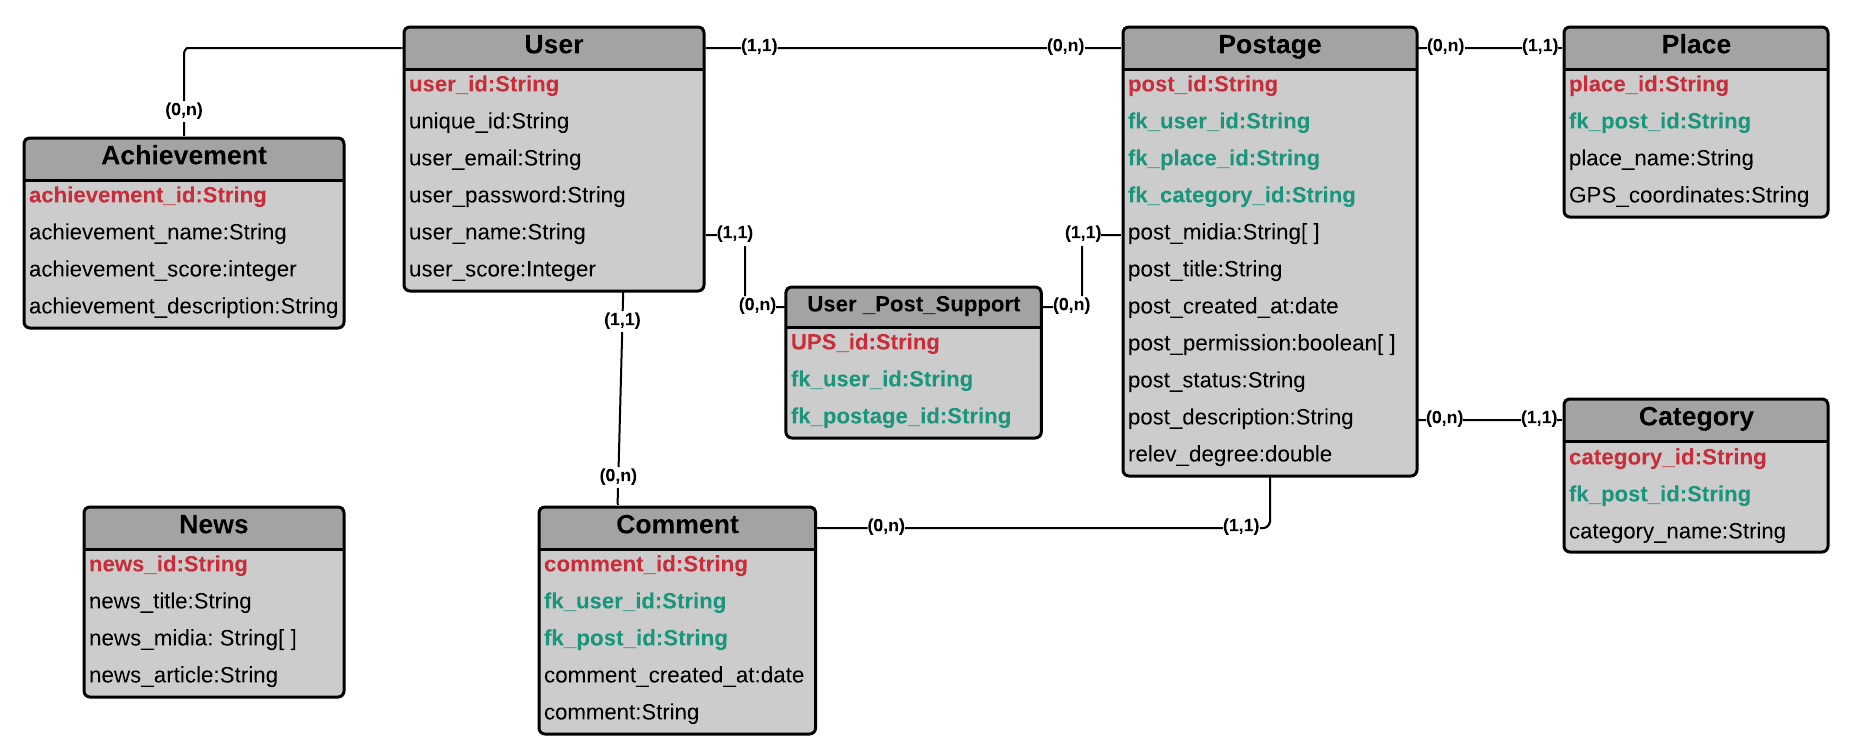 User
user_id:String
unique_id:String
user_email:String
user_password:String
user_name:String
user_score:Integer
(1,1)
(0,n)
Postage
post_id:String
fk_user_id:String
fk_place_id:String
fk_category_id:String
post_midia:String[ ]
post_title:String
post_created_at:date
post_permission:boolean[ ]
post_status:String
post_description:String
relev_degree:double
(0,n)
(1,1)
Place
place_id:String
fk_post_id:String
place_name:String
GPS_coordinates:String
(0,n)
Achievement
achievement_id:String
achievement_name:String
achievement_score:integer
achievement_description:String
(1,1)
(0,n)
User _Post_Support
UPS_id:String
fk_user_id:String
fk_postage_id:String
(0,n)
(1,1)
(0,n)
(1,1)
Category
category_id:String
fk_post_id:String
category_name:String
(1,1)
(0,n)
News
news_id:String
news_title:String
news_midia: String[ ]
news_article:String
Comment
comment_id:String
fk_user_id:String
fk_post_id:String
comment_created_at:date
comment:String
(0,n)
(1,1)